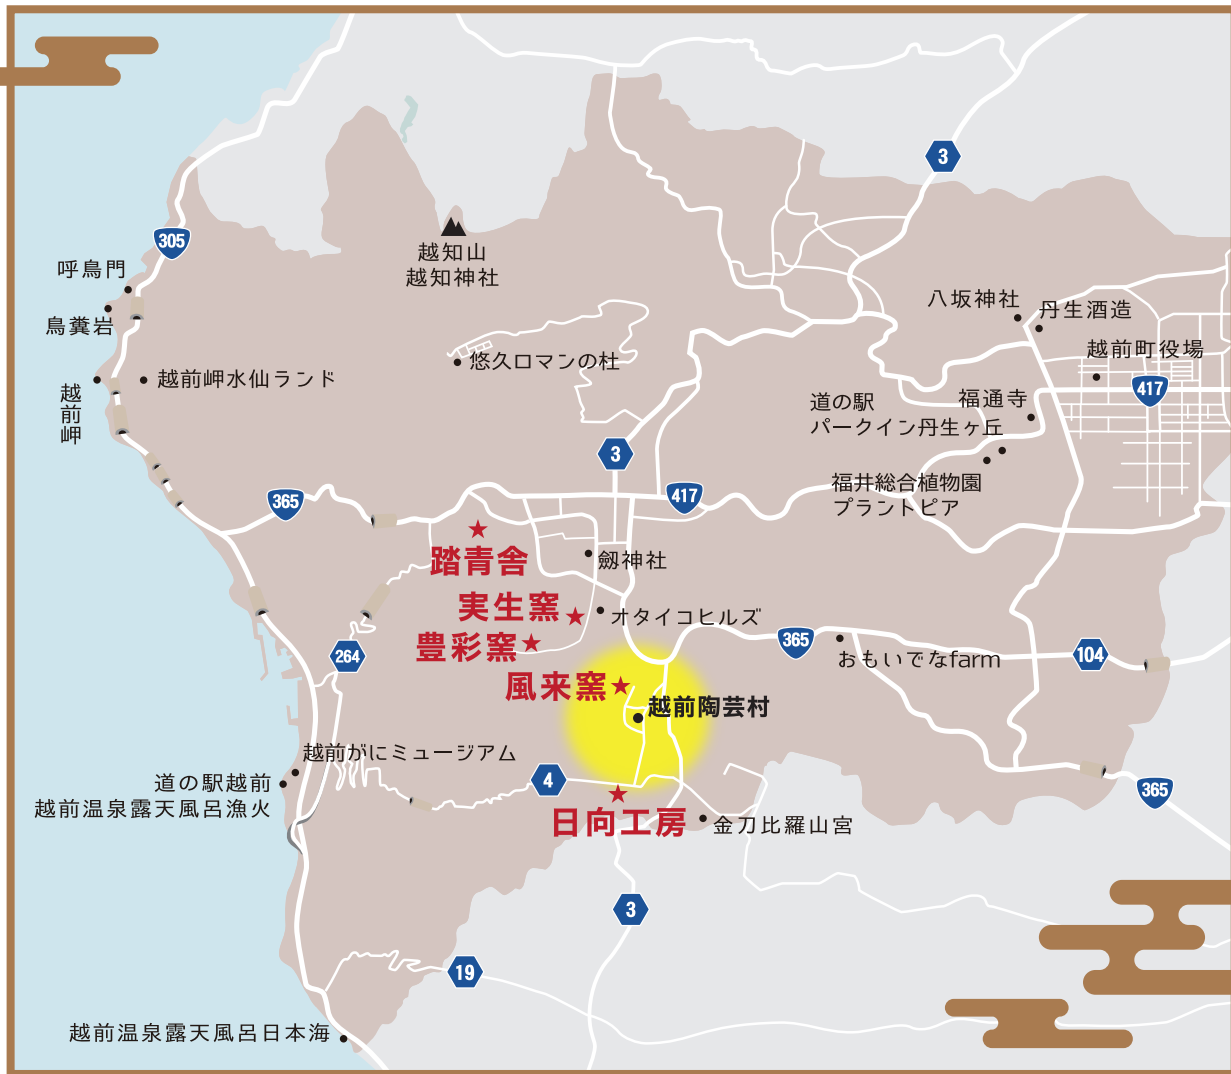 3
305
越知山
越知神社
呼鳥門
鳥糞岩
八坂神社
丹生酒造
越前町役場
越前岬水仙ランド
悠久ロマンの杜
越前岬
417
道の駅
パークイン丹生ヶ丘
福通寺
3
福井総合植物園
プラントピア
365
417
踏青舎
劔神社
実生窯
オタイコヒルズ
豊彩窯
264
365
おもいでなfarm
104
風来窯
越前陶芸村
越前がにミュージアム
道の駅越前
越前温泉露天風呂漁火
4
365
日向工房
金刀比羅山宮
3
19
越前温泉露天風呂日本海